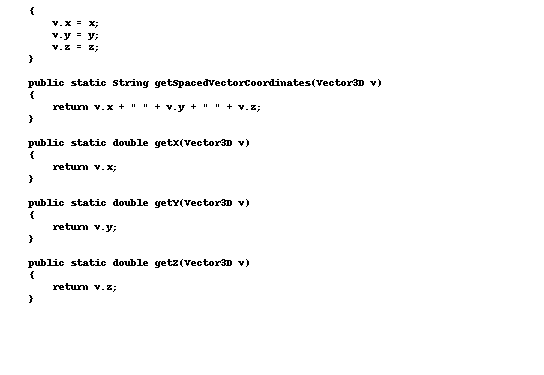 {
v.x = x;
v.y = y;
v.z = z;
}
public static String getSpacedVectorCoordinates(Vector3D v)
{
return v.x + " " + v.y + " " + v.z;
}
public static double getX(Vector3D v)
{
return v.x;
}
public static double getY(Vector3D v)
{
return v.y;
}
public static double getZ(Vector3D v)
{
return v.z;
}